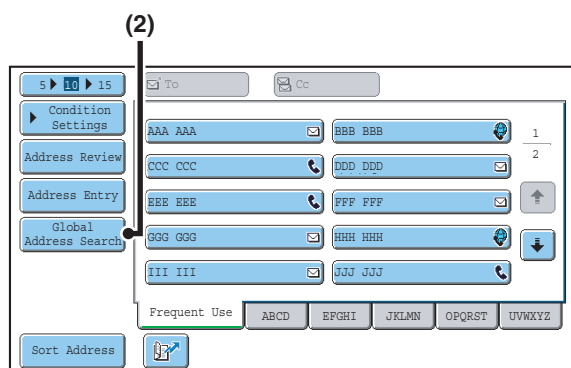 (2)
5 10 15
To
Cc
Condition
Settings
Address Review
Address Entry
Global
Address Search
AAA AAA
BBB BBB
CCC CCC
DDD DDD
EEE EEE
FFF FFF
GGG GGG
HHH HHH
III III
JJJ JJJ
1
2
Frequent Use
ABCD
EFGHI
JKLMN
OPQRST
UVWXYZ
Sort Address